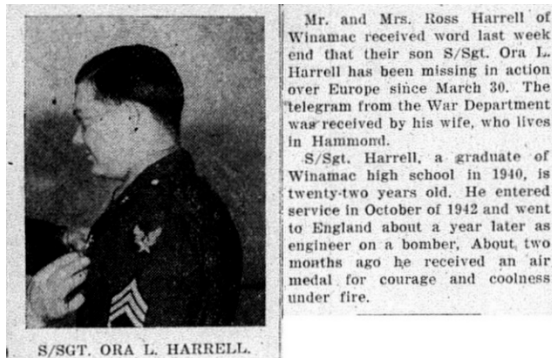 S/SGT. ORA L. HARRELL.
Mr. and Mrs. Ross Harrell of
Winamac received word last week
end that their son S/Sgt. Ora L.
Harrell has been missing in action
over Europe since March 30. The
telegram from the War Department
was received by his wife, who lives
in Hammond.
S/Sgt. Harrell, a graduate of
Winamac high school in 1940, is
twenty-two years old. He entered
service in October of 1942 and went
to England about a year later as
engineer on a bomber. About two
months ago he received an air
medal for courage and coolness
under fire.